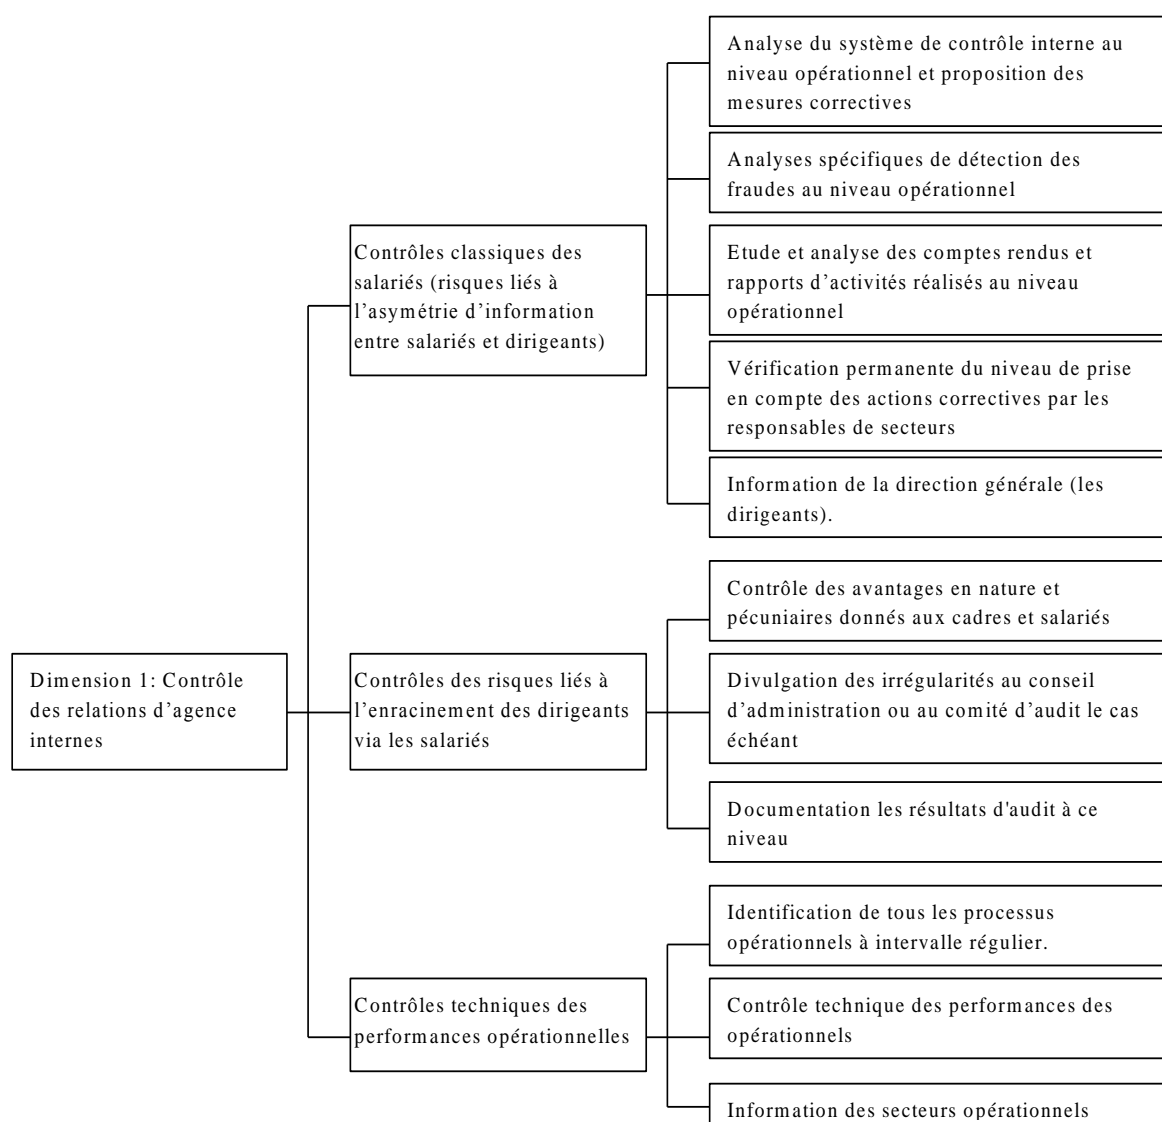 Dimension 1: Contrôle
des relations d’agence
internes
Contrôles classiques des
salariés (risques liés à
l’asymétrie d’information
entre salariés et dirigeants)
Analyse du système de contrôle interne au
niveau opérationnel et proposition des
mesures correctives
Analyses spécifiques de détection des
fraudes au niveau opérationnel
Etude et analyse des comptes rendus et
rapports d’activités réalisés au niveau
opérationnel
Vérification permanente du niveau de prise
en compte des actions correctives par les
responsables de secteurs
Information de la direction générale (les
dirigeants).
Contrôles des risques liés à
l’enracinement des dirigeants
via les salariés
Contrôle des avantages en nature et
pécuniaires donnés aux cadres et salariés
Divulgation des irrégularités au conseil
d’administration ou au comité d’audit le cas
échéant
Documentation les résultats d'audit à ce
niveau
Contrôles techniques des
performances opérationnelles
Identification de tous les processus
opérationnels à intervalle régulier.
Contrôle technique des performances des
opérationnels
Information des secteurs opérationnels